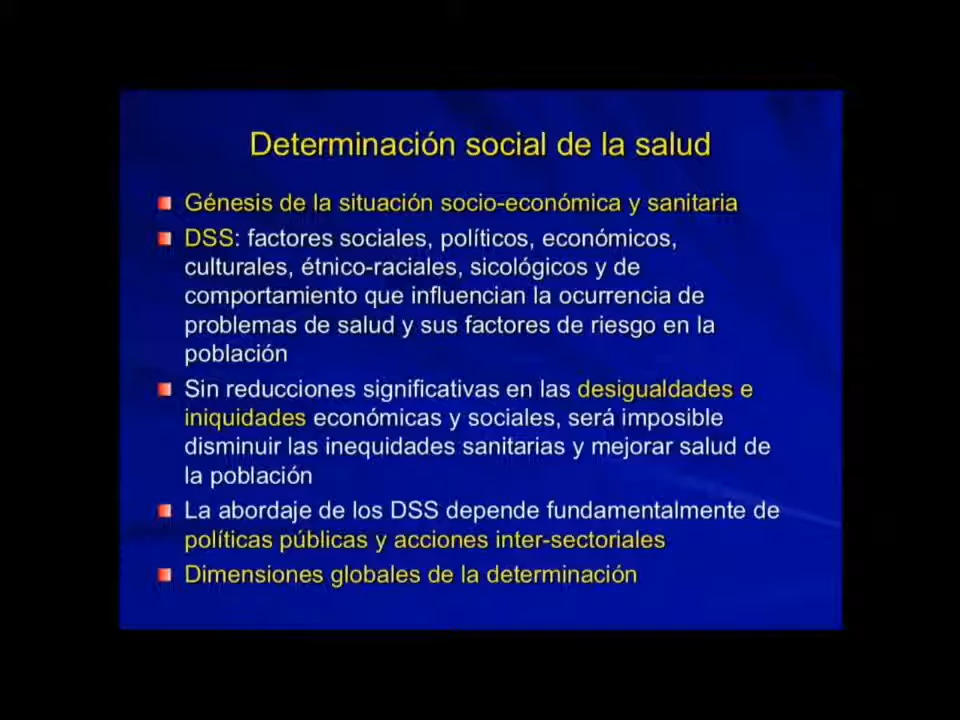 Determinación social de la salud
Génesis de la situación socio-económica y sanitaria
DSS: factores sociales, políticos, económicos,
culturales, étnico-raciales, sicológicos y de
comportamiento que influencian la ocurrencia de
problemas de salud y sus factores de riesgo en la
población
Sin reducciones significativas en las desigualdades e
iniquidades económicas y sociales, será imposible
disminuir las inequidades sanitarias y mejorar salud de
la población
La abordaje de los DSS depende fundamentalmente de
políticas públicas y acciones inter-sectoriales
Dimensiones globales de la determinación